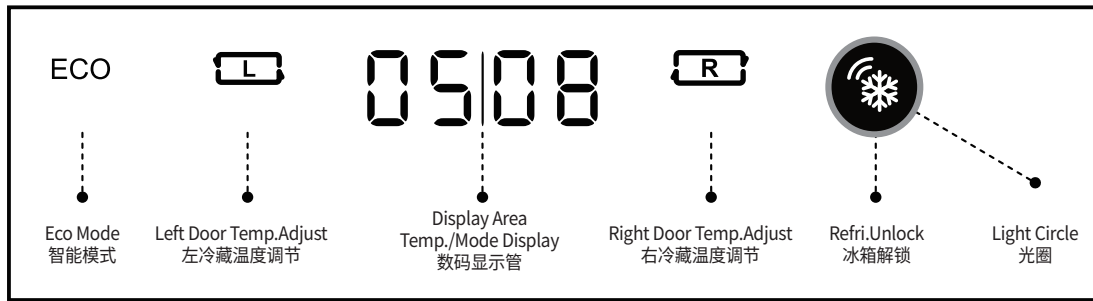 ECO
L
05|08
R
Eco Mode
智能模式
Left Door Temp.Adjust
左冷藏温度调节
Display Area
Temp./Mode Display
数码显示管
Right Door Temp.Adjust
右冷藏温度调节
Refri.Unlock
冰箱解锁
Light Circle
光圈